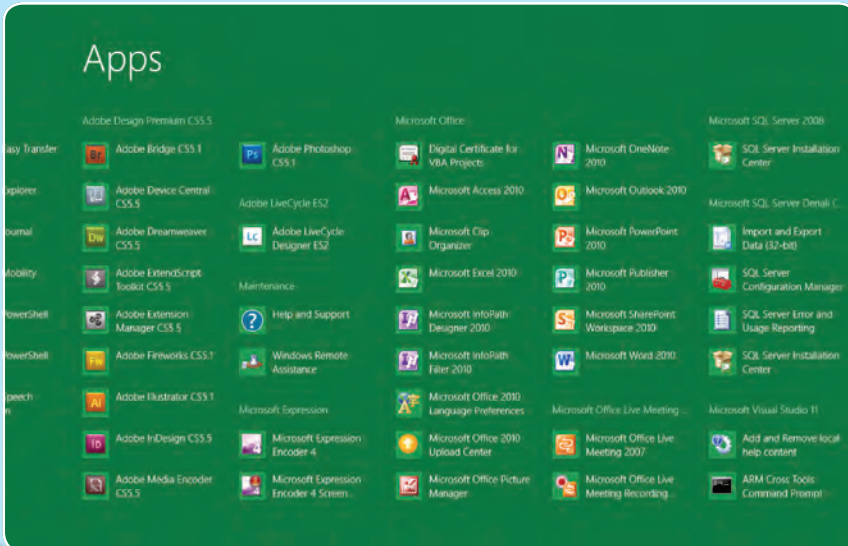 Apps
asy Transfer
xplorer
ournal
Mobility
PowerShell
PowerShell
peech
n
Adobe Design Premium CS5.5
Br
Adobe Bridge CS5.1
Adobe Device Central
CS5.5
Dw
Adobe Dreamweaver
CS5.5
Adobe ExtendScript
Toolkit CS5.5
Adobe Extension
Manager CS5.5
Fw
Adobe Fireworks CS5.1
Ai
Adobe Illustrator CS5.1
Id
Adobe InDesign CS5.5
Adobe Media Encoder
CS5.5
Ps
Adobe Photoshop
CS5.1
Adobe LiveCycle ES2
LC
Adobe LiveCycle
Designer ES2
Maintenance
Help and Support
Windows Remote
Assistance
Microsoft Expression
Microsoft Expression
Encoder 4
Microsoft Expression
Encoder 4 Screen...
Microsoft Office
Digital Certificate for
VBA Projects
Microsoft Access 2010
Microsoft Clip
Organizer
Microsoft Excel 2010
Microsoft InfoPath
Designer 2010
Microsoft InfoPath
Filler 2010
Microsoft Office 2010
Language Preferences
Microsoft Office 2010
Upload Center
Microsoft Office Picture
Manager
Microsoft OneNote
2010
Microsoft Outlook 2010
Microsoft PowerPoint
2010
Microsoft Publisher
2010
Microsoft SharePoint
Workspace 2010
Microsoft Word 2010
Microsoft Office Live Meeting ...
Microsoft Office Live
Meeting 2007
Microsoft Office Live
Meeting Recording...
Microsoft SQL Server 2008
SQL Server Installation
Center
Microsoft SQL Server Denali C...
Import and Export
Data (32-bit)
SQL Server
Configuration Manager
SQL Server Error and
Usage Reporting
SQL Server Installation
Center
Microsoft Visual Studio 11
Add and Remove local
help content
ARM Cross Tools
Command Prompt